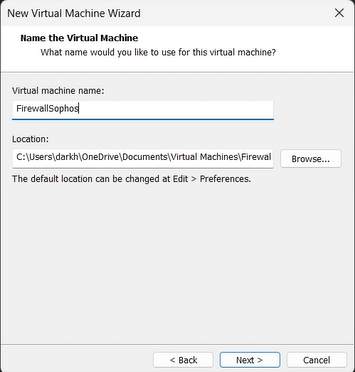 New Virtual Machine Wizard
Name the Virtual Machine
What name would you like to use for this virtual machine?
Virtual machine name:
FirewallSophos
Location:
C:\Users\darkh\OneDrive\Documents\Virtual Machines\Firewal
Browse...
The default location can be changed at Edit > Preferences.
< Back
Next >
Cancel